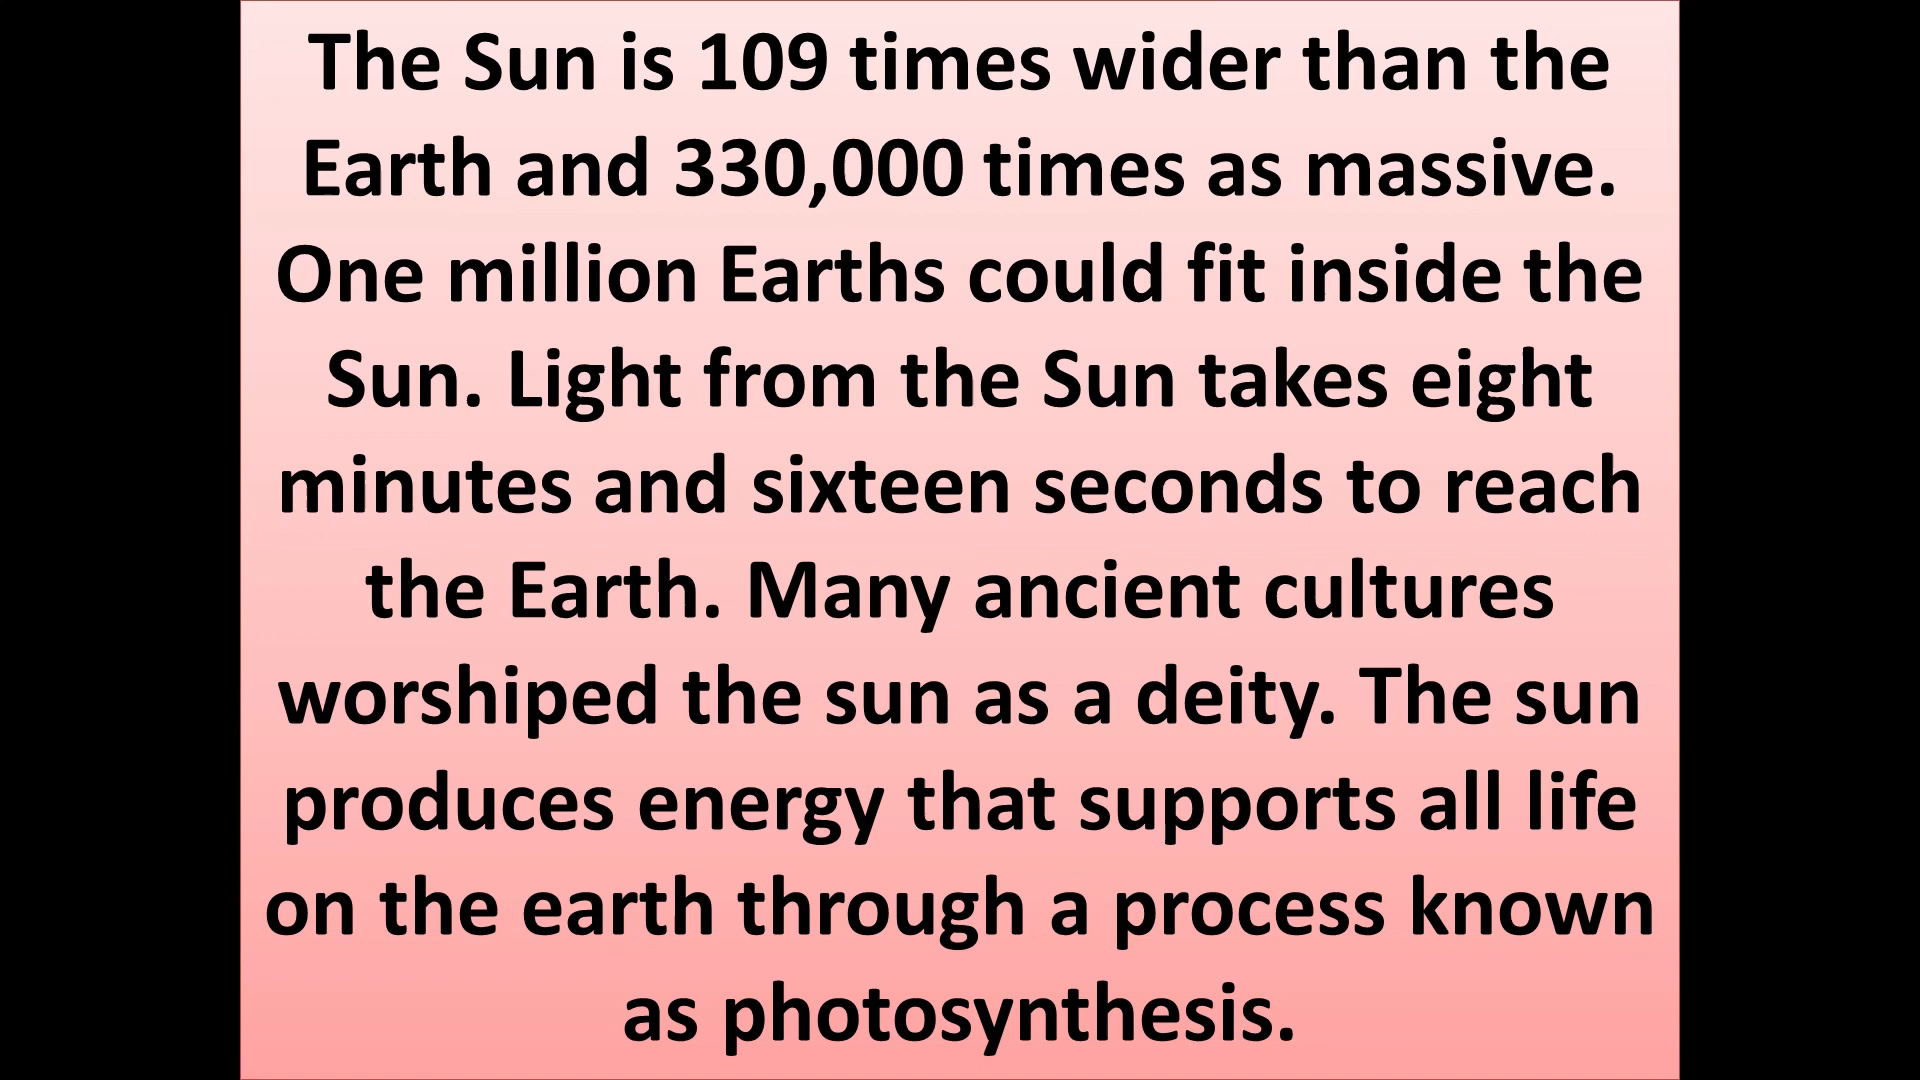 The Sun is 109 times wider than the
Earth and 330,000 times as massive.
One million Earths could fit inside the
Sun. Light from the Sun takes eight
minutes and sixteen seconds to reach
the Earth. Many ancient cultures
worshiped the sun as a deity. The sun
produces energy that supports all life
on the earth through a process known
as photosynthesis.